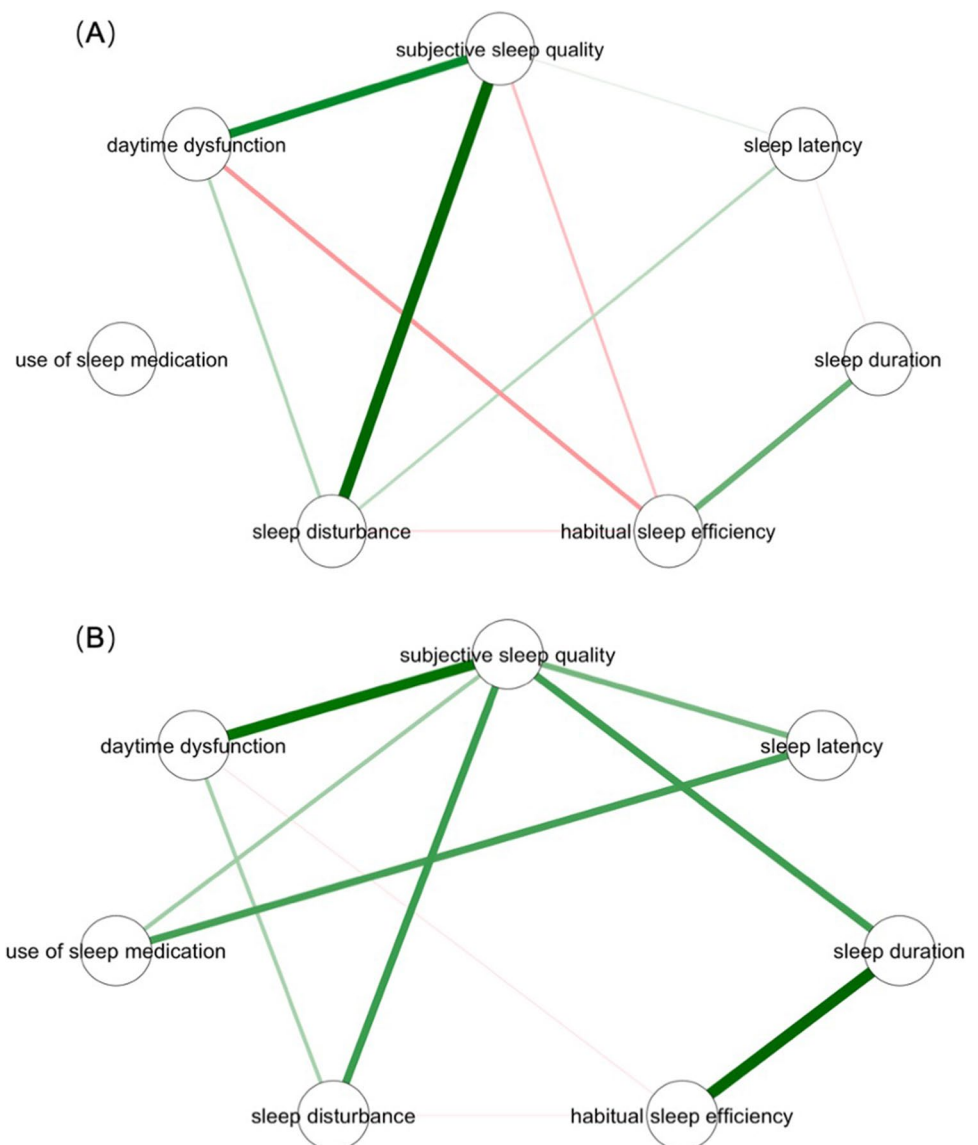 (A)
subjective sleep quality
daytime dysfunction
sleep latency
use of sleep medication
sleep duration
sleep disturbance
habitual sleep efficiency
(B)
subjective sleep quality
daytime dysfunction
sleep latency
use of sleep medication
sleep duration
sleep disturbance
habitual sleep efficiency